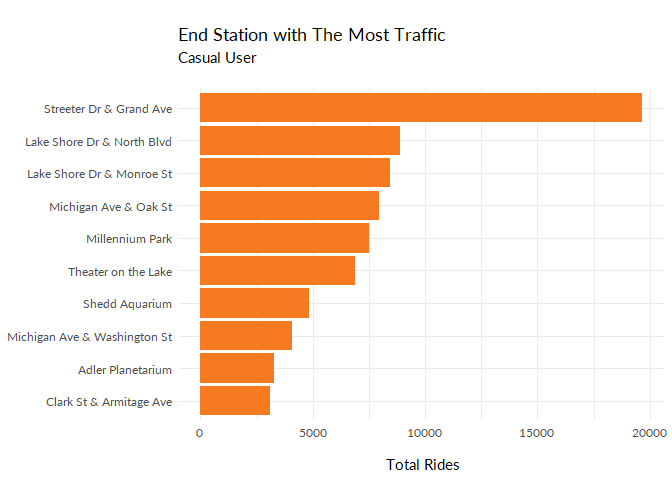 End Station with The Most Traffic
Casual User
Streeter Dr & Grand Ave
Lake Shore Dr & North Blvd
Lake Shore Dr & Monroe St
Michigan Ave & Oak St
Millennium Park
Theater on the Lake
Shedd Aquarium
Michigan Ave & Washington St
Adler Planetarium
Clark St & Armitage Ave
0 5000 10000 15000 20000
Total Rides